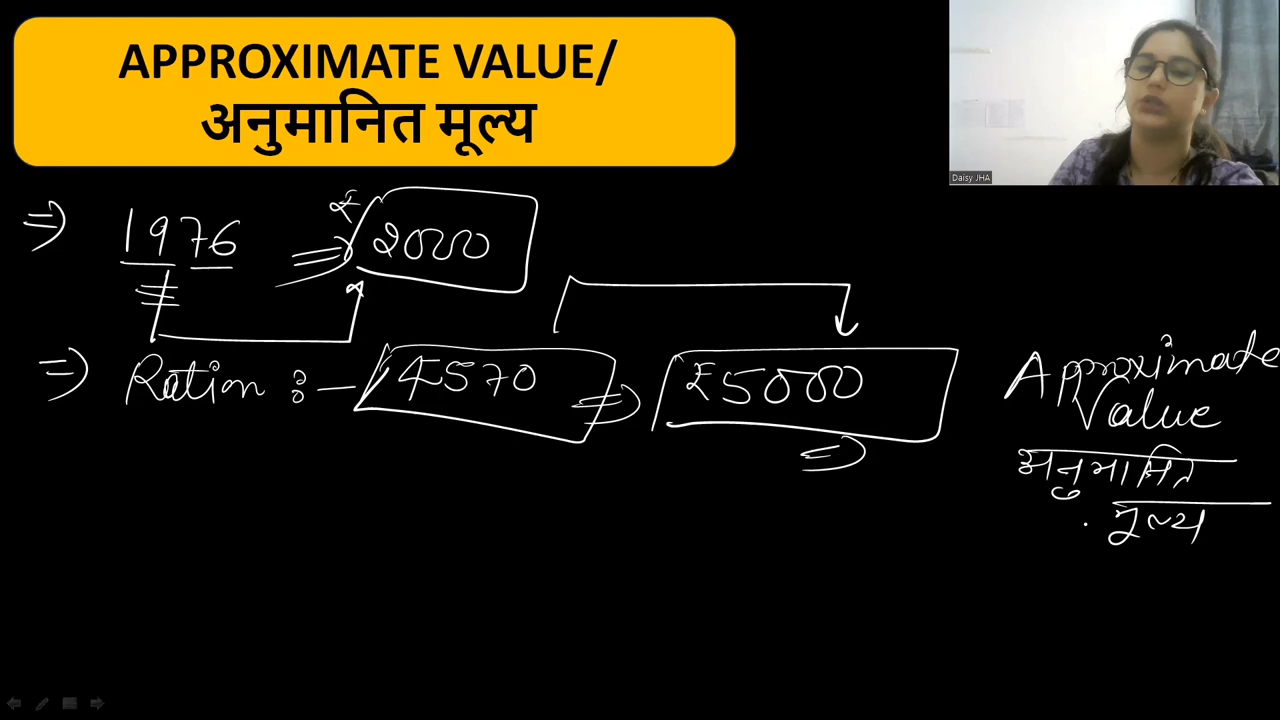 APPROXIMATE VALUE/
अनुमानित मूल्य
Daisy JHA
⇒ 1976 ⇒ ₹ 2000
⇒ Ration :- 4570 ⇒ ₹5000 ⇒
Approximate
Value
अनुमानित
मूल्य